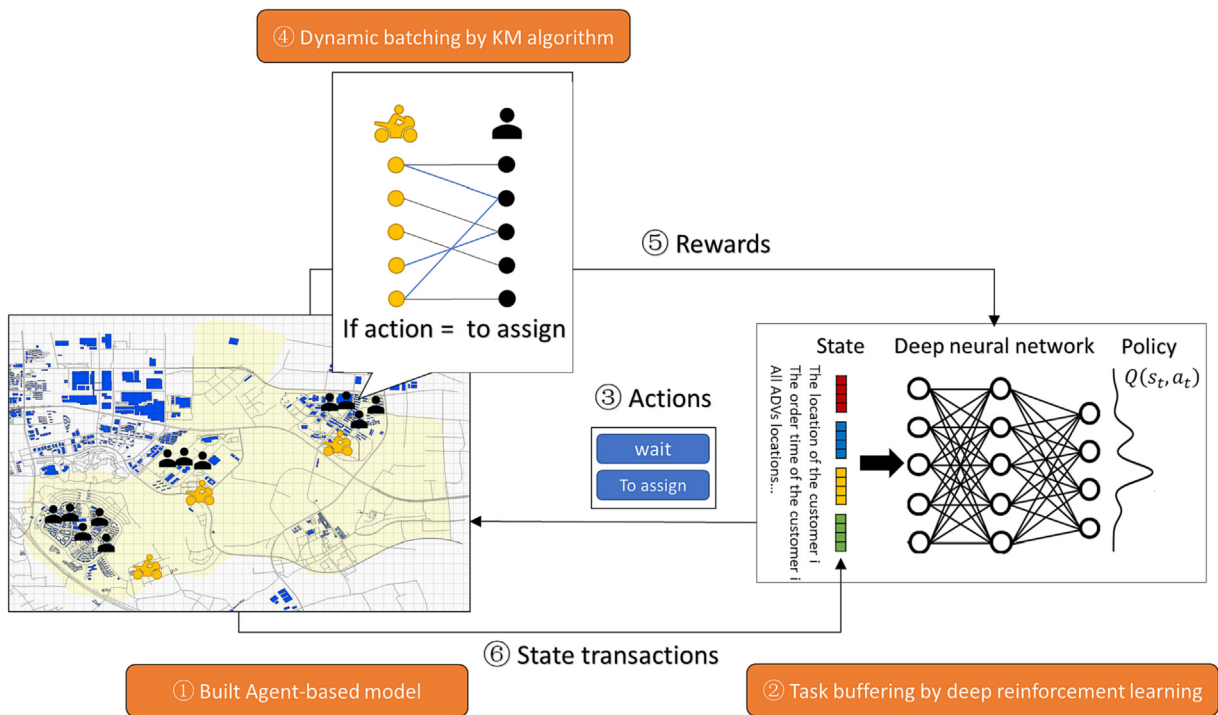 ④ Dynamic batching by KM algorithm
If action = to assign
⑤ Rewards
③ Actions
wait
To assign
State
Deep neural network
Policy
Q(sₜ, aₜ)
The location of the customer i
The order time of the customer i
All ADVs locations...
⑥ State transactions
① Built Agent-based model
② Task buffering by deep reinforcement learning